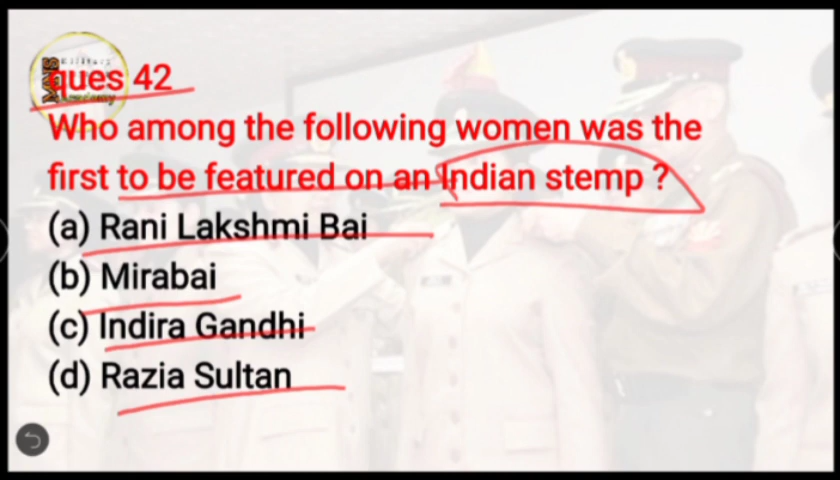 ques 42
Who among the following women was the
first to be featured on an Indian stemp ?
(a) Rani Lakshmi Bai
(b) Mirabai
(c) Indira Gandhi
(d) Razia Sultan